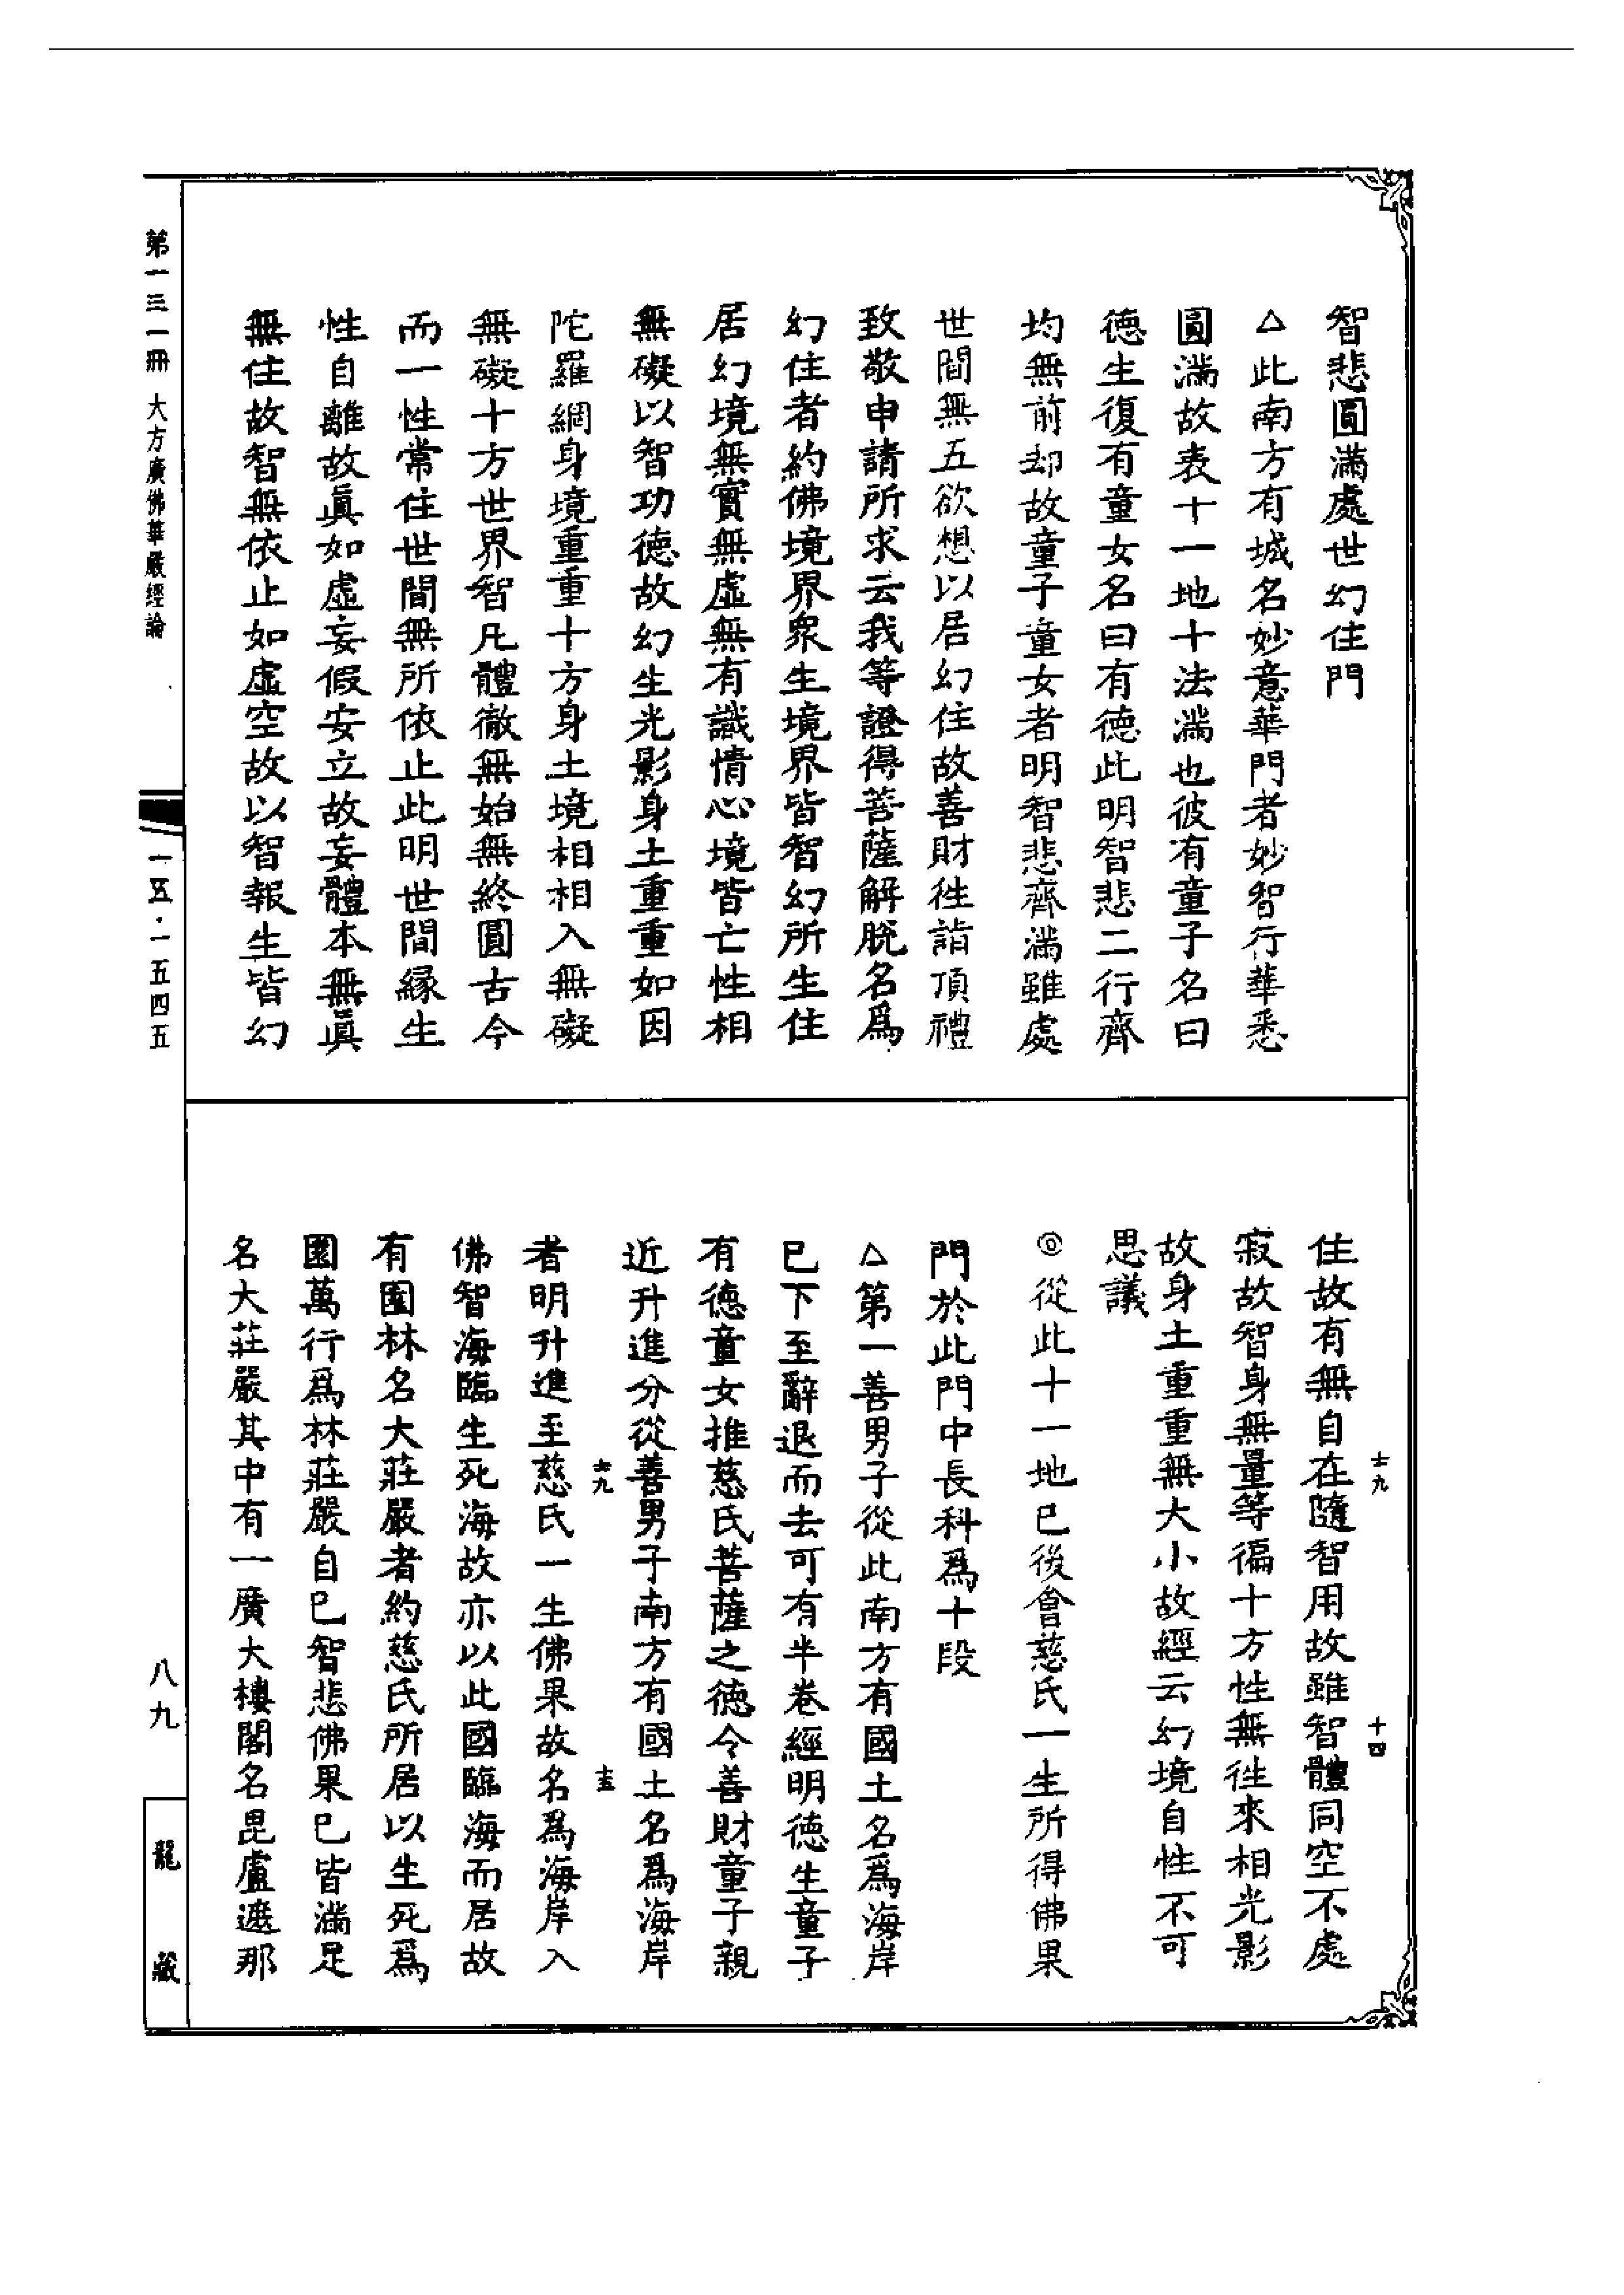 智悲圓滿處世幻住門
△此南方有城名妙意華門者妙智行華悉
圓滿故表十一地十法滿也彼有童子名曰
德生復有童女名曰有德此明智悲二行齊
均無前却故童子童女者明智悲齊滿雖處
世間無五欲想以居幻住故善財徃詣頂禮
致敬申請所求云我等證得菩薩解脫名爲
幻住者約佛境界衆生境界皆智幻所生住
居幻境無實無虛無有識情心境皆亡性相
無礙以智功德故幻生光影身土重重如因
陀羅網身境重重十方身土境相相入無礙
無礙十方世界智凡體徹無始無終圓古今
而一性常住世間無所依止此明世間緣生
性自離故眞如虛妄假安立故妄體本無眞
無住故智無依止如虛空故以智報生皆幻
住故有無自在隨智用故雖智體同空不處
寂故智身無量等徧十方性無徃來相光影
故身土重重無大小故經云幻境自性不可
思議
◎從此十一地巳後會慈氏一生所得佛果
門於此門中長科爲十段
△第一善男子從此南方有國土名爲海岸
巳下至辭退而去可有半卷經明德生童子
有德童女推慈氏菩薩之德令善財童子親
近升進分從善男子南方有國土名爲海岸
者明升進至慈氏一生佛果故名爲海岸入
佛智海臨生死海故亦以此國臨海而居故
有園林名大莊嚴者約慈氏所居以生死爲
園萬行爲林莊嚴自巳智悲佛果巳皆滿足
名大莊嚴其中有一廣大樓閣名毘盧遮那
士九
十四
六九
十五
第一三一冊 大方廣佛華嚴經論
一五·一五四五
八九
龍藏